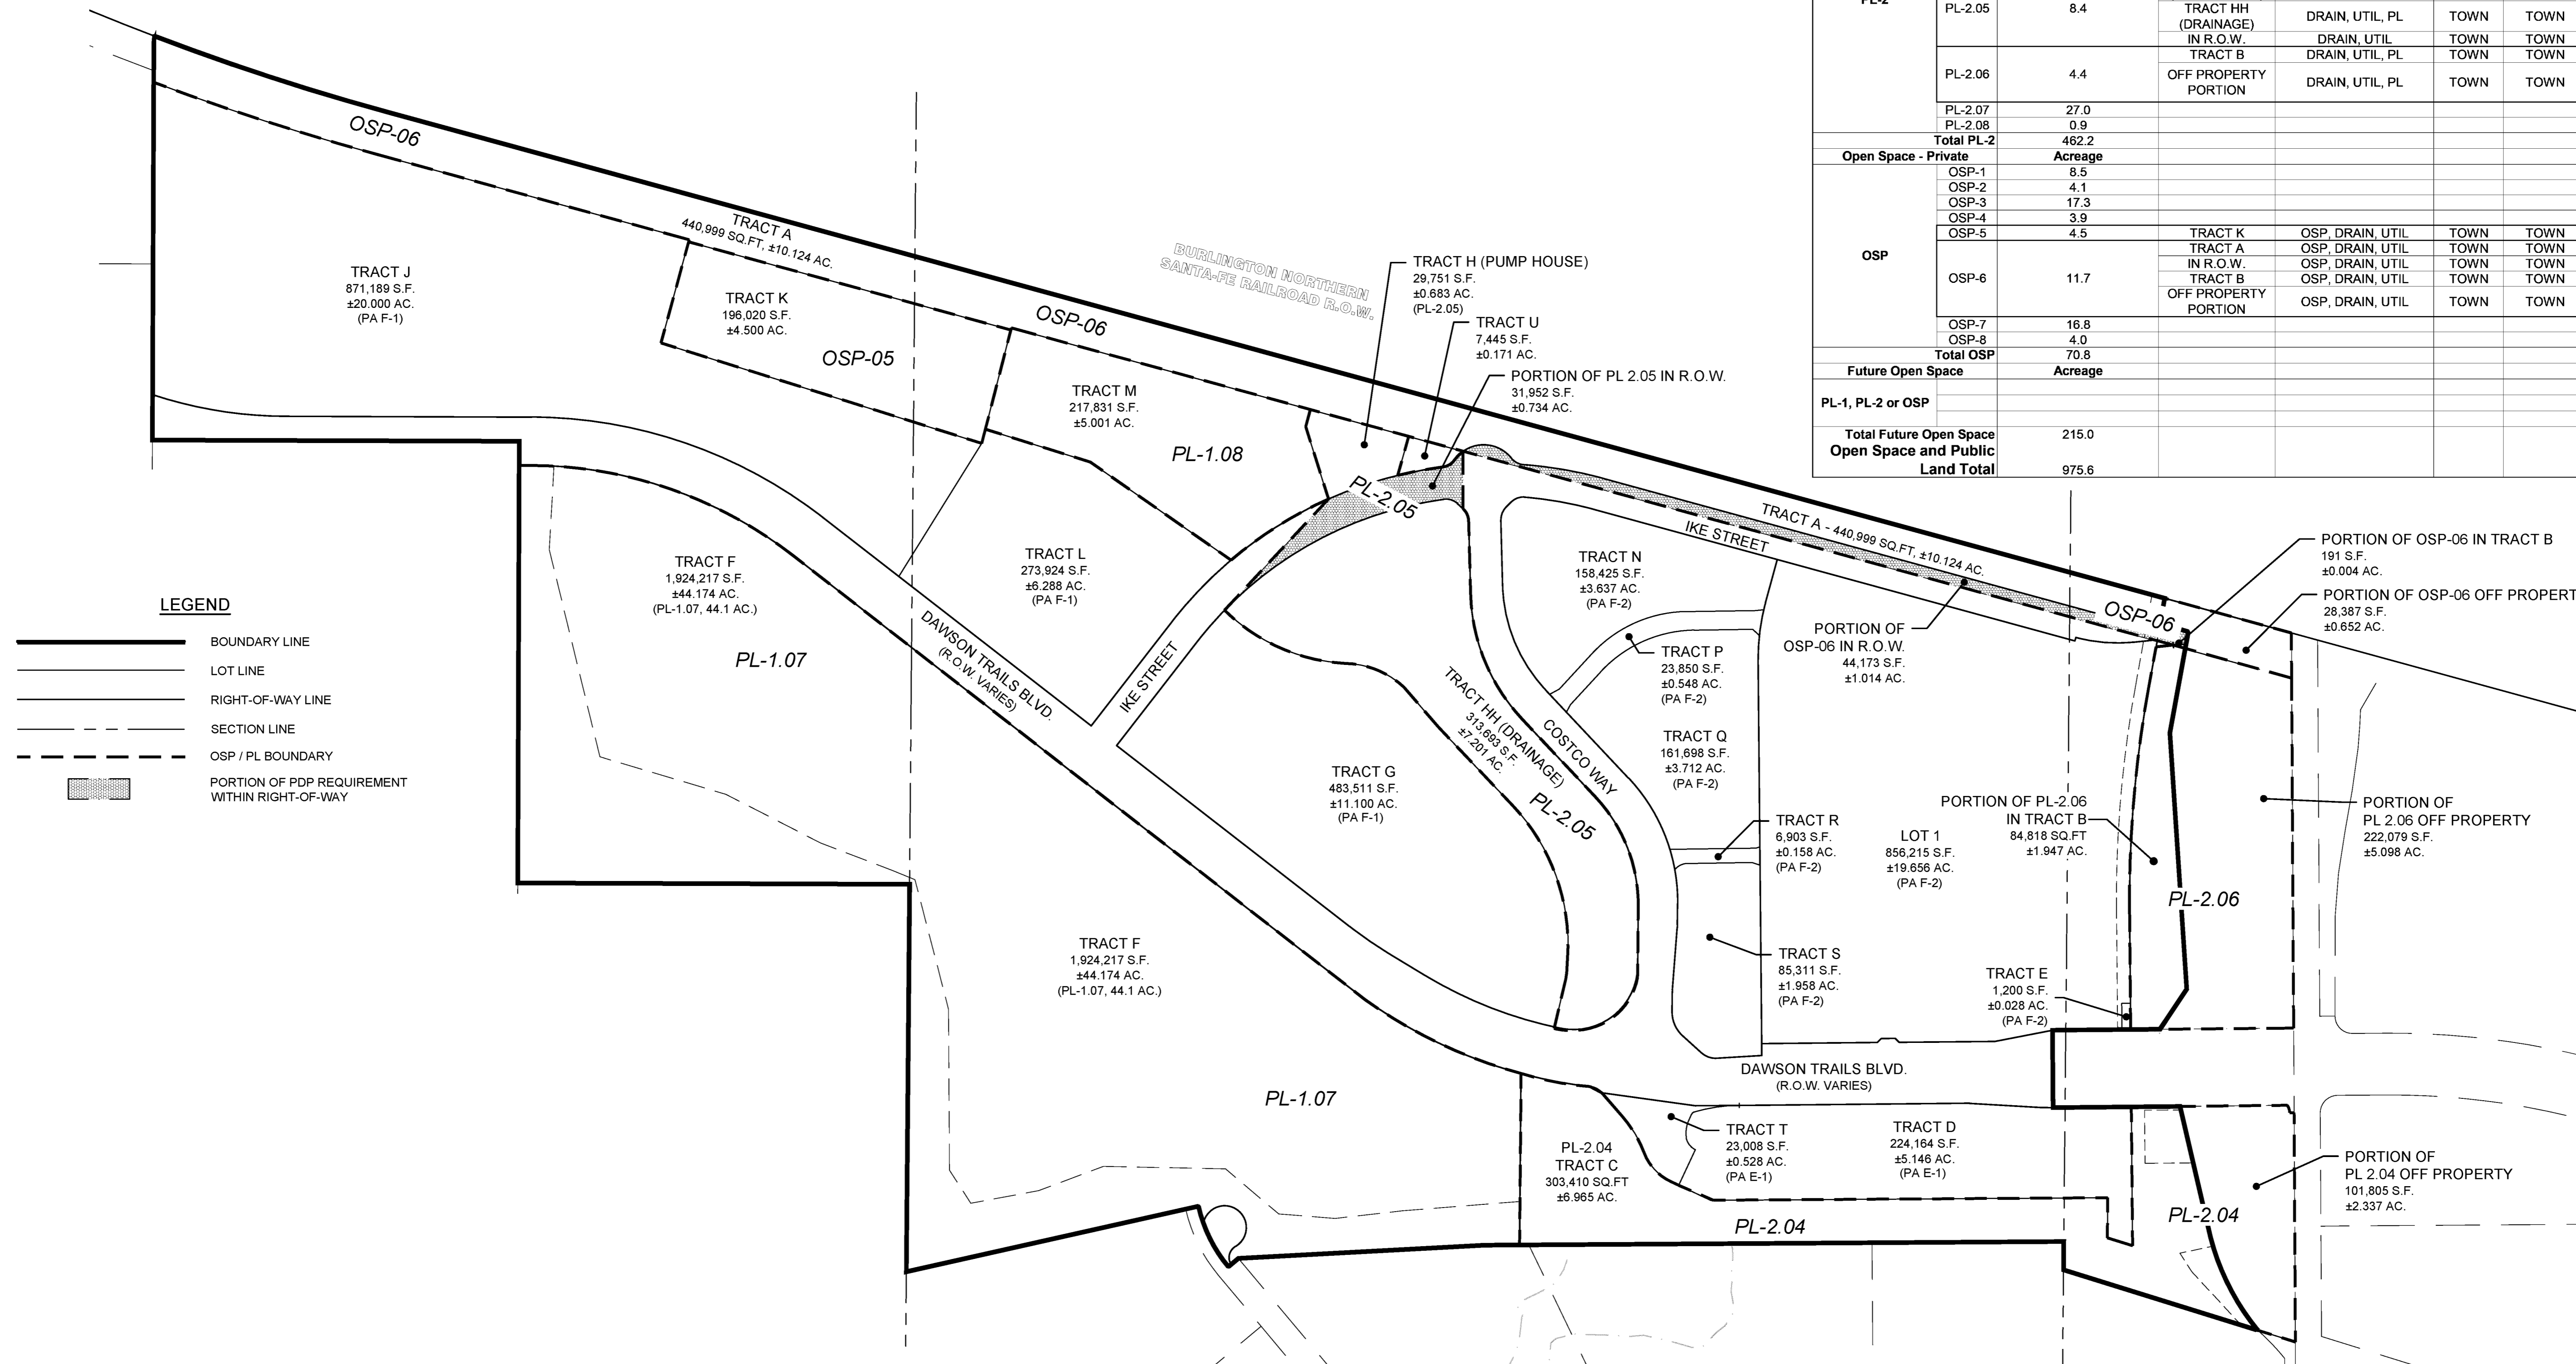 PL-2
PL-2.05 8.4 TRACT HH (DRAINAGE) DRAIN, UTIL, PL TOWN TOWN
IN R.O.W. DRAIN, UTIL TOWN TOWN
PL-2.06 4.4 TRACT B DRAIN, UTIL, PL TOWN TOWN
OFF PROPERTY PORTION DRAIN, UTIL, PL TOWN TOWN
PL-2.07 27.0
PL-2.08 0.9
Total PL-2 462.2
Open Space - Private Acreage
OSP
OSP-1 8.5
OSP-2 4.1
OSP-3 17.3
OSP-4 3.9
OSP-5 4.5 TRACT K OSP, DRAIN, UTIL TOWN TOWN
OSP-6 11.7 TRACT A OSP, DRAIN, UTIL TOWN TOWN
IN R.O.W. OSP, DRAIN, UTIL TOWN TOWN
TRACT B OSP, DRAIN, UTIL TOWN TOWN
OFF PROPERTY PORTION OSP, DRAIN, UTIL TOWN TOWN
OSP-7 16.8
OSP-8 4.0
Total OSP 70.8
Future Open Space Acreage
PL-1, PL-2 or OSP
Total Future Open Space 215.0
Open Space and Public
Land Total 975.6
OSP-06
TRACT A
440,999 SQ.FT, ±10.124 AC.
TRACT J
871,189 S.F.
±20.000 AC.
(PA F-1)
TRACT K
196,020 S.F.
±4.500 AC.
OSP-05
OSP-06
BURLINGTON NORTHERN
SANTA-FE RAILROAD R.O.W.
TRACT H (PUMP HOUSE)
29,751 S.F.
±0.683 AC.
(PL-2.05)
TRACT U
7,445 S.F.
±0.171 AC.
PORTION OF PL 2.05 IN R.O.W.
31,952 S.F.
±0.734 AC.
TRACT M
217,831 S.F.
±5.001 AC.
PL-1.08
PL-2.05
TRACT A - 440,999 SQ.FT, ±10.124 AC.
IKE STREET
TRACT L
273,924 S.F.
±6.288 AC.
(PA F-1)
TRACT F
1,924,217 S.F.
±44.174 AC.
(PL-1.07, 44.1 AC.)
PL-1.07
TRACT N
158,425 S.F.
±3.637 AC.
(PA F-2)
PORTION OF OSP-06 IN TRACT B
191 S.F.
±0.004 AC.
PORTION OF OSP-06 OFF PROPERT
28,387 S.F.
±0.652 AC.
OSP-06
PORTION OF
OSP-06 IN R.O.W.
44,173 S.F.
±1.014 AC.
LEGEND
BOUNDARY LINE
LOT LINE
RIGHT-OF-WAY LINE
SECTION LINE
OSP / PL BOUNDARY
PORTION OF PDP REQUIREMENT
WITHIN RIGHT-OF-WAY
DAWSON TRAILS BLVD.
(R.O.W. VARIES)
IKE STREET
TRACT P
23,850 S.F.
±0.548 AC.
(PA F-2)
TRACT HH (DRAINAGE)
313,693 S.F.
±7.201 AC.
PL-2.05
COSTCO WAY
TRACT Q
161,698 S.F.
±3.712 AC.
(PA F-2)
TRACT G
483,511 S.F.
±11.100 AC.
(PA F-1)
TRACT R
6,903 S.F.
±0.158 AC.
(PA F-2)
LOT 1
856,215 S.F.
±19.656 AC.
(PA F-2)
PORTION OF PL-2.06
IN TRACT B
84,818 SQ.FT
±1.947 AC.
PORTION OF
PL 2.06 OFF PROPERTY
222,079 S.F.
±5.098 AC.
PL-2.06
TRACT F
1,924,217 S.F.
±44.174 AC.
(PL-1.07, 44.1 AC.)
TRACT S
85,311 S.F.
±1.958 AC.
(PA F-2)
TRACT E
1,200 S.F.
±0.028 AC.
(PA F-2)
DAWSON TRAILS BLVD.
(R.O.W. VARIES)
PL-1.07
PL-2.04
TRACT C
303,410 SQ.FT
±6.965 AC.
TRACT T
23,008 S.F.
±0.528 AC.
(PA E-1)
TRACT D
224,164 S.F.
±5.146 AC.
(PA E-1)
PORTION OF
PL 2.04 OFF PROPERTY
101,805 S.F.
±2.337 AC.
PL-2.04
PL-2.04